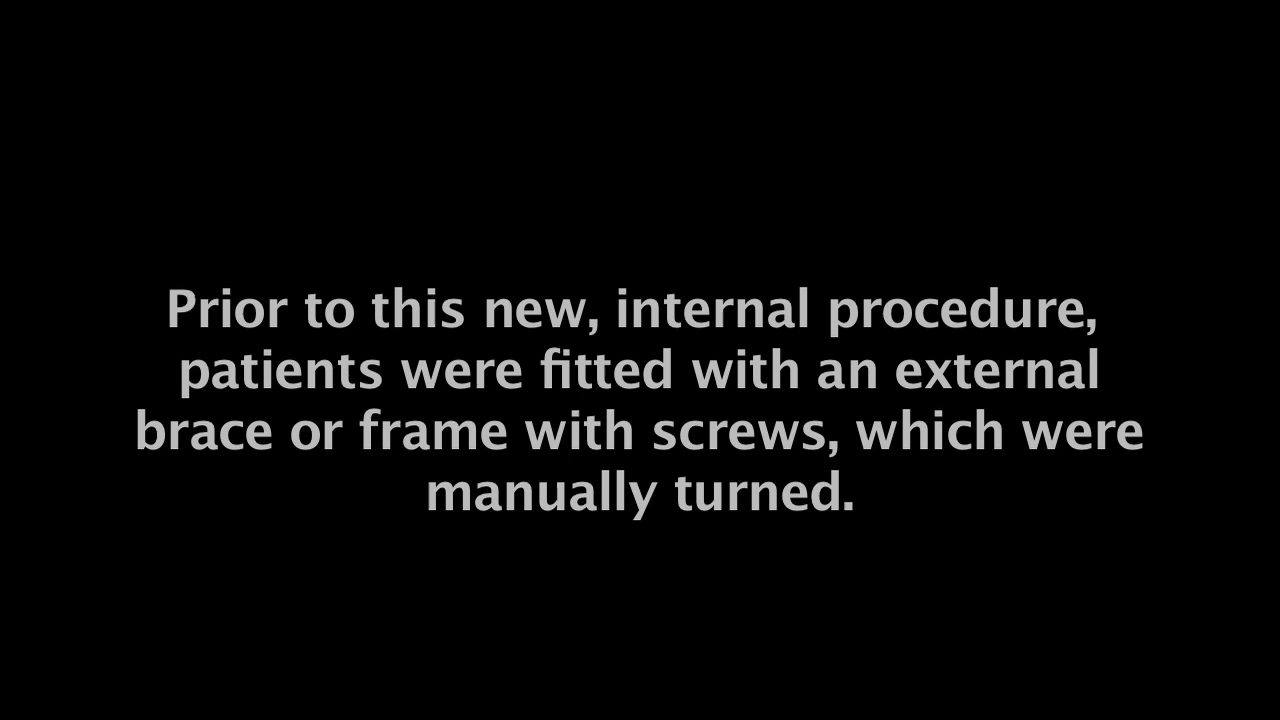 Prior to this new, internal procedure,
patients were fitted with an external
brace or frame with screws, which were
manually turned.